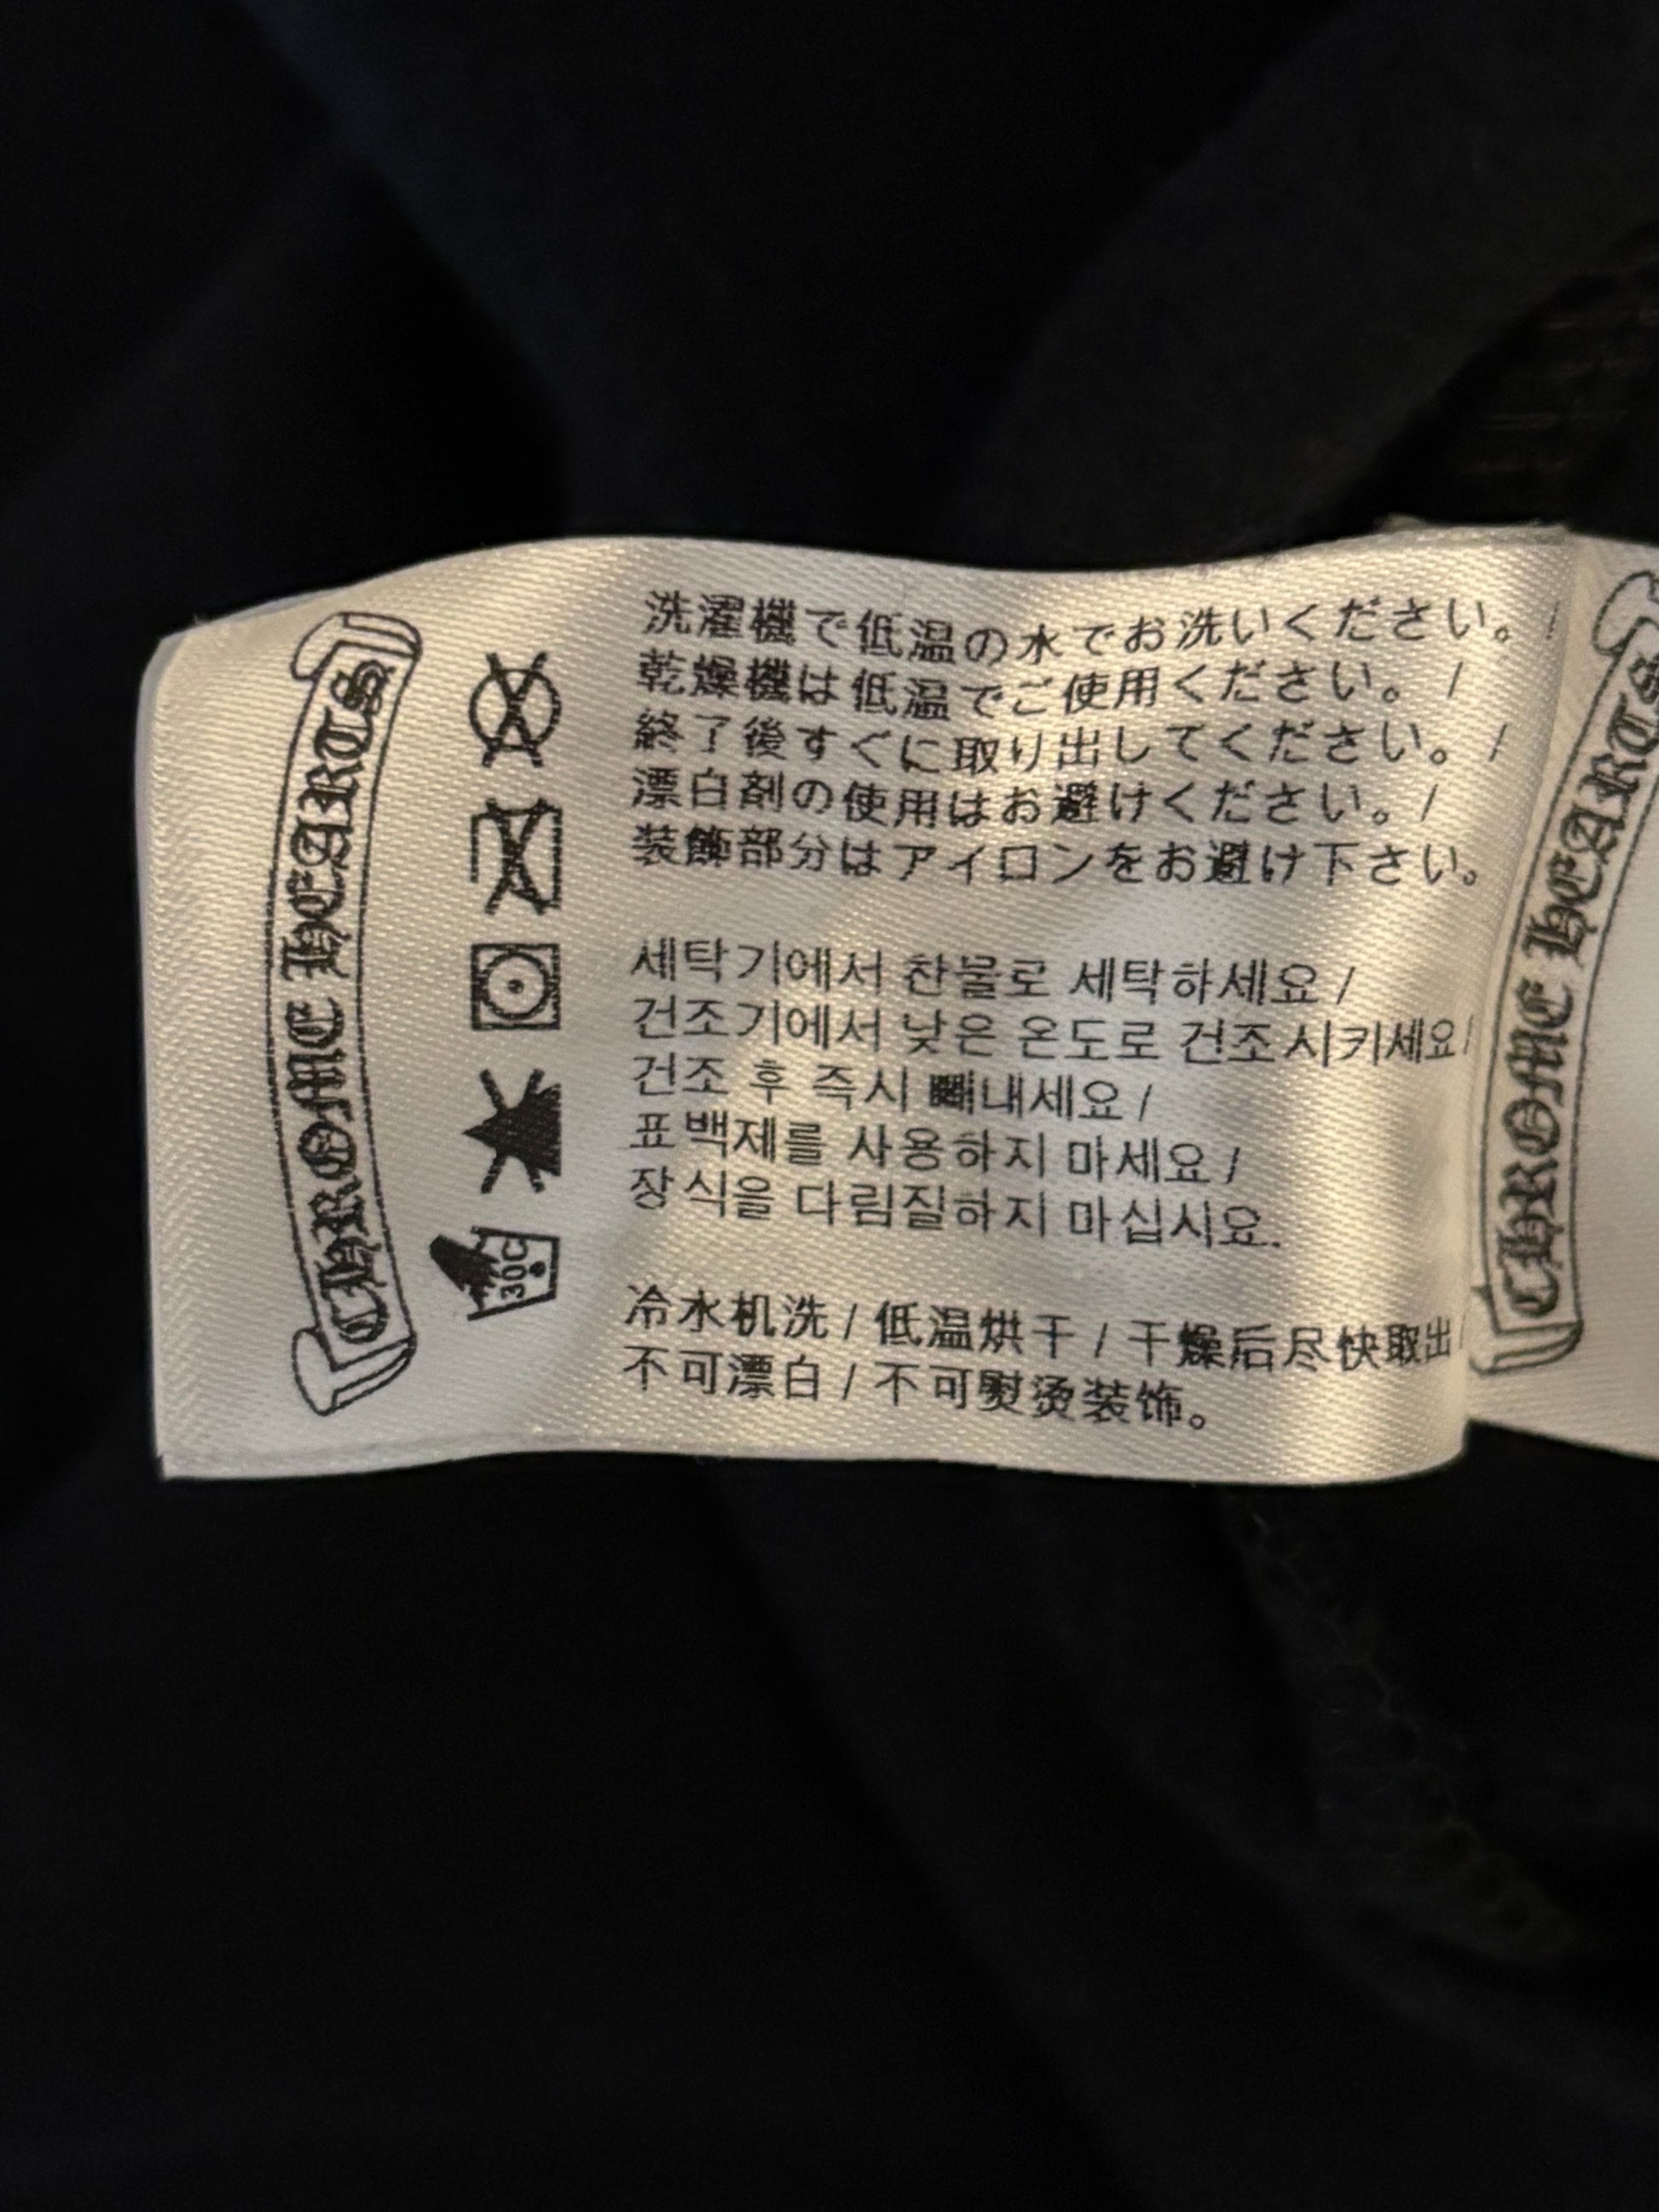 CHROME HEARTS
洗濯機で低温の水でお洗いください。/
乾燥機は低温でご使用ください。 /
終了後すぐに取り出してください。 /
漂白剤の使用はお避けください。/
装飾部分はアイロンをお避け下さい。
세탁기에서 찬물로 세탁하세요 /
건조기에서 낮은 온도로 건조시키세요/
건조 후 즉시 빼내세요 /
표백제를 사용하지 마세요 /
장식을 다림질하지 마십시요.
冷水机洗 / 低温烘干 / 干燥后尽快取出/
不可漂白 / 不可熨烫装饰。
30C
CHROME HEARTS